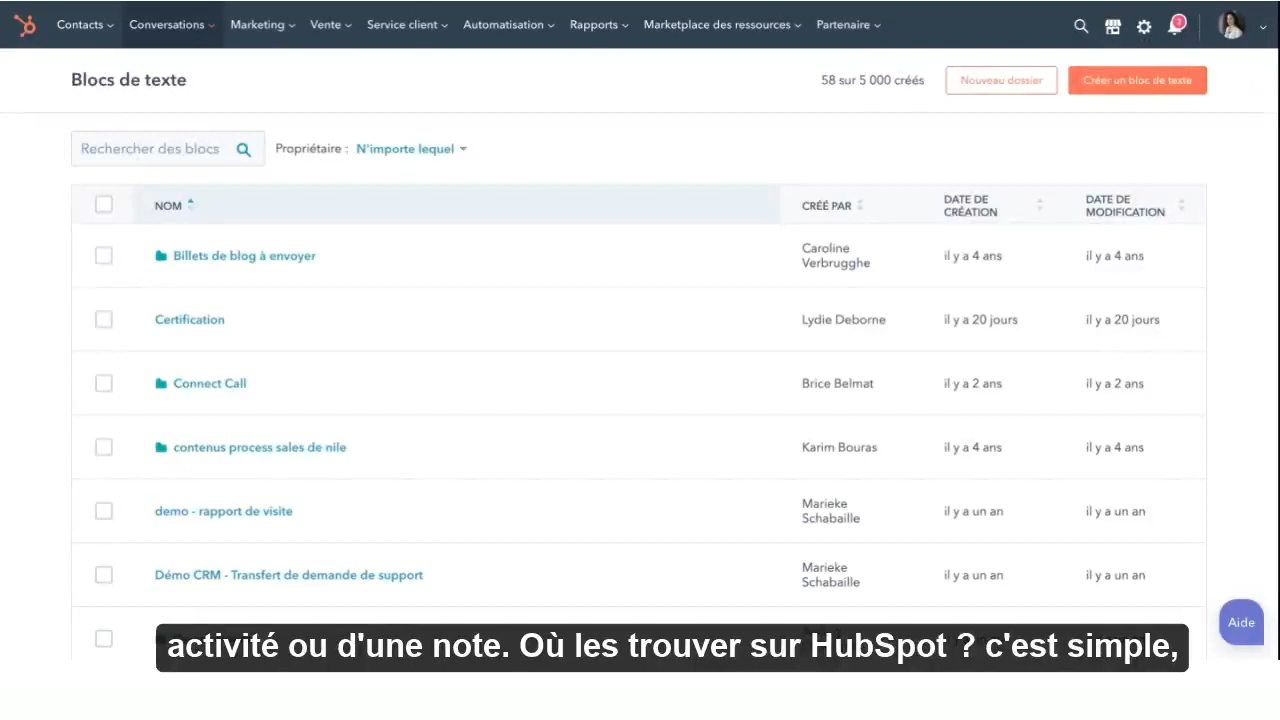 Contacts Conversations Marketing Vente Service client Automatisation Rapports Marketplace des ressources Partenaire
Blocs de texte 58 sur 5 000 créés Nouveau dossier Créer un bloc de texte
Rechercher des blocs Propriétaire : N'importe lequel
NOM CRÉÉ PAR DATE DE CRÉATION DATE DE MODIFICATION
Billets de blog à envoyer Caroline Verbrugghe il y a 4 ans il y a 4 ans
Certification Lydie Deborne il y a 20 jours il y a 20 jours
Connect Call Brice Belmat il y a 2 ans il y a 2 ans
contenus process sales de nile Karim Bouras il y a 4 ans il y a 4 ans
demo - rapport de visite Marieke Schabaille il y a un an il y a un an
Démo CRM - Transfert de demande de support Marieke Schabaille il y a un an il y a un an
Aide
activité ou d'une note. Où les trouver sur HubSpot ? c'est simple,